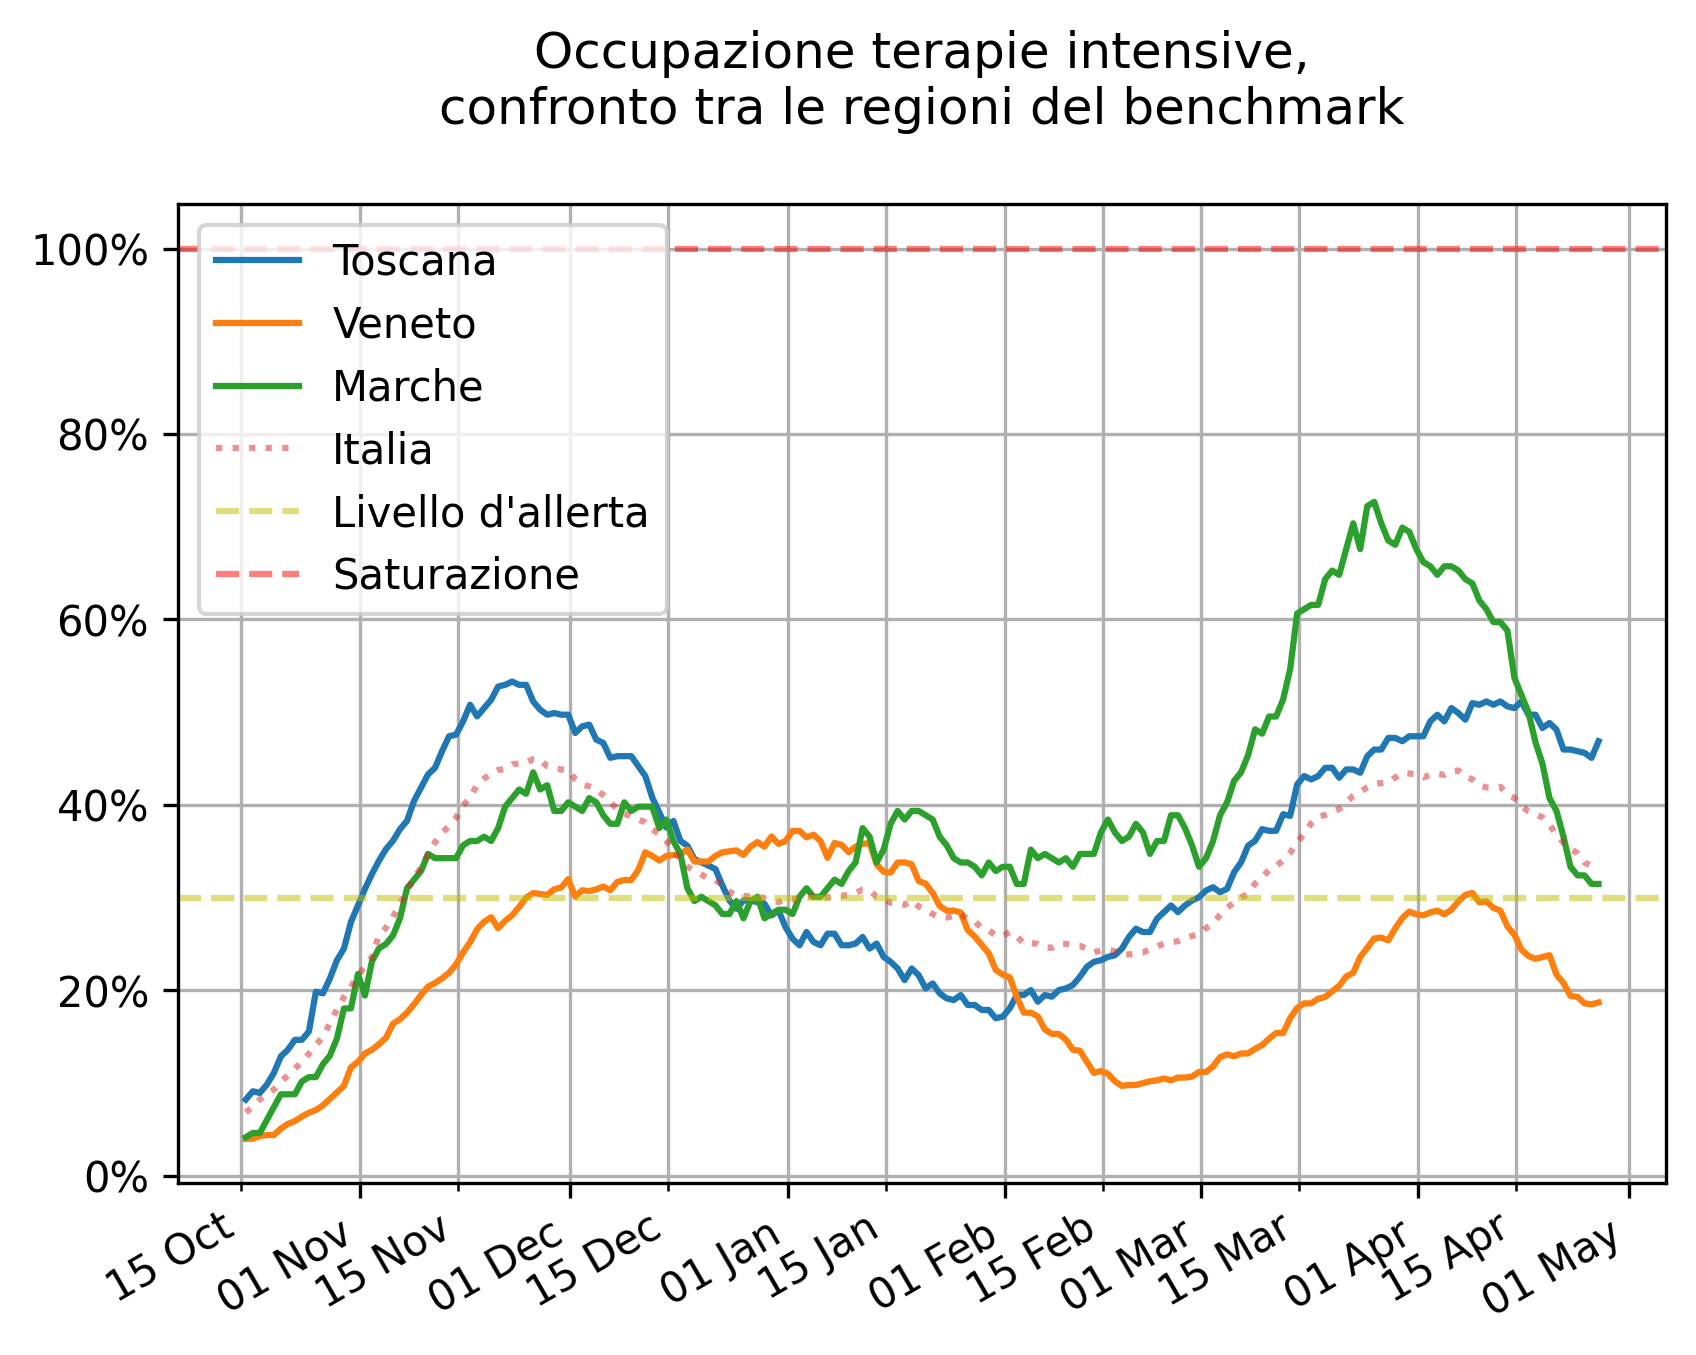 Occupazione terapie intensive,
confronto tra le regioni del benchmark
100%
80%
60%
40%
20%
0%
Toscana
Veneto
Marche
Italia
Livello d'allerta
Saturazione
15 Oct
01 Nov
15 Nov
01 Dec
15 Dec
01 Jan
15 Jan
01 Feb
15 Feb
01 Mar
15 Mar
01 Apr
15 Apr
01 May